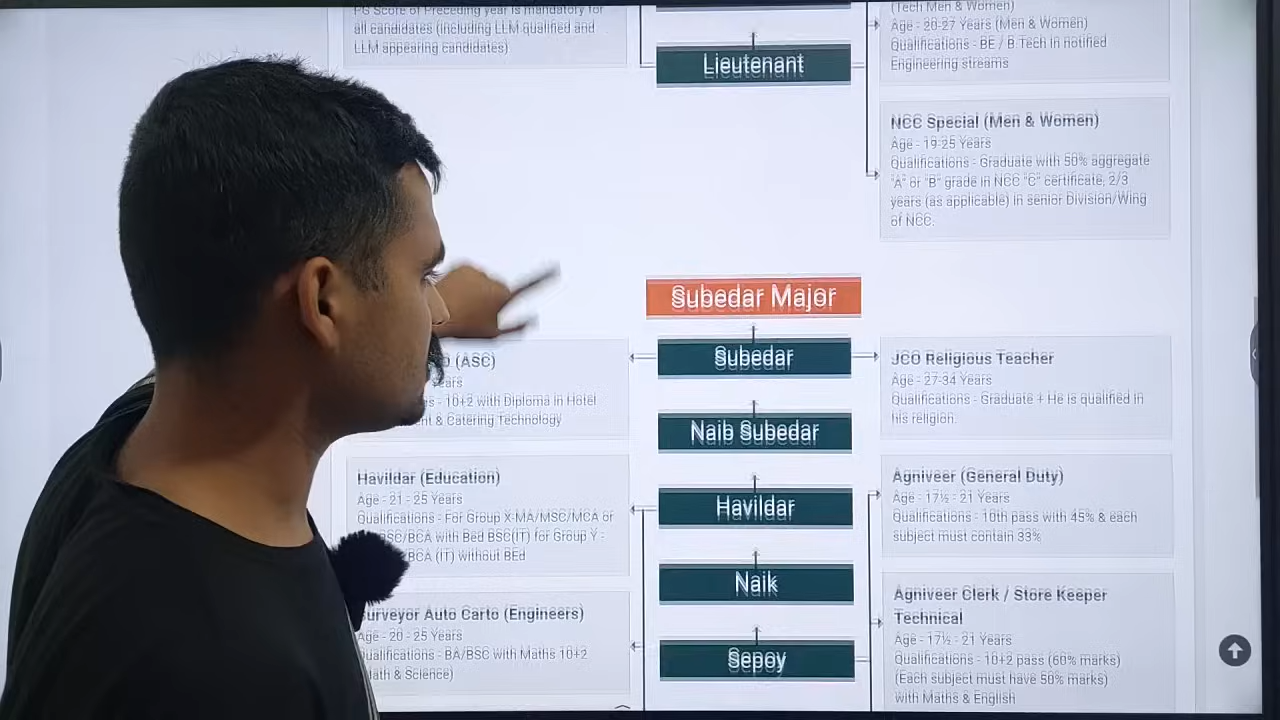 PG Score of Preceding year is mandatory for
all candidates (including LLM qualified and
LLM appearing candidates)
Lieutenant
(Tech Men & Women)
Age - 20-27 Years (Men & Women)
Qualifications - BE / B Tech in notified
Engineering streams
NCC Special (Men & Women)
Age - 19-25 Years
Qualifications - Graduate with 50% aggregate
"A" or "B" grade in NCC "C" certificate, 2/3
years (as applicable) in senior Division/Wing
of NCC.
Subedar Major
Subedar
Naib Subedar
Havildar
Naik
Sepoy
(ASC)
Years
- 10+2 with Diploma in Hotel
& Catering Technology
Havildar (Education)
Age - 21 - 25 Years
Qualifications - For Group X-MA/MSC/MCA or
BSC/BCA with Bed BSC(IT) for Group Y -
/BCA (IT) without BEd
Surveyor Auto Carto (Engineers)
Age - 20 - 25 Years
Qualifications - BA/BSC with Maths 10+2
& Science)
JCO Religious Teacher
Age - 27-34 Years
Qualifications - Graduate + He is qualified in
his religion.
Agniveer (General Duty)
Age - 17½ - 21 Years
Qualifications - 10th pass with 45% & each
subject must contain 33%
Agniveer Clerk / Store Keeper
Technical
Age - 17½ - 21 Years
Qualifications - 10+2 pass (60% marks)
(Each subject must have 50% marks)
with Maths & English